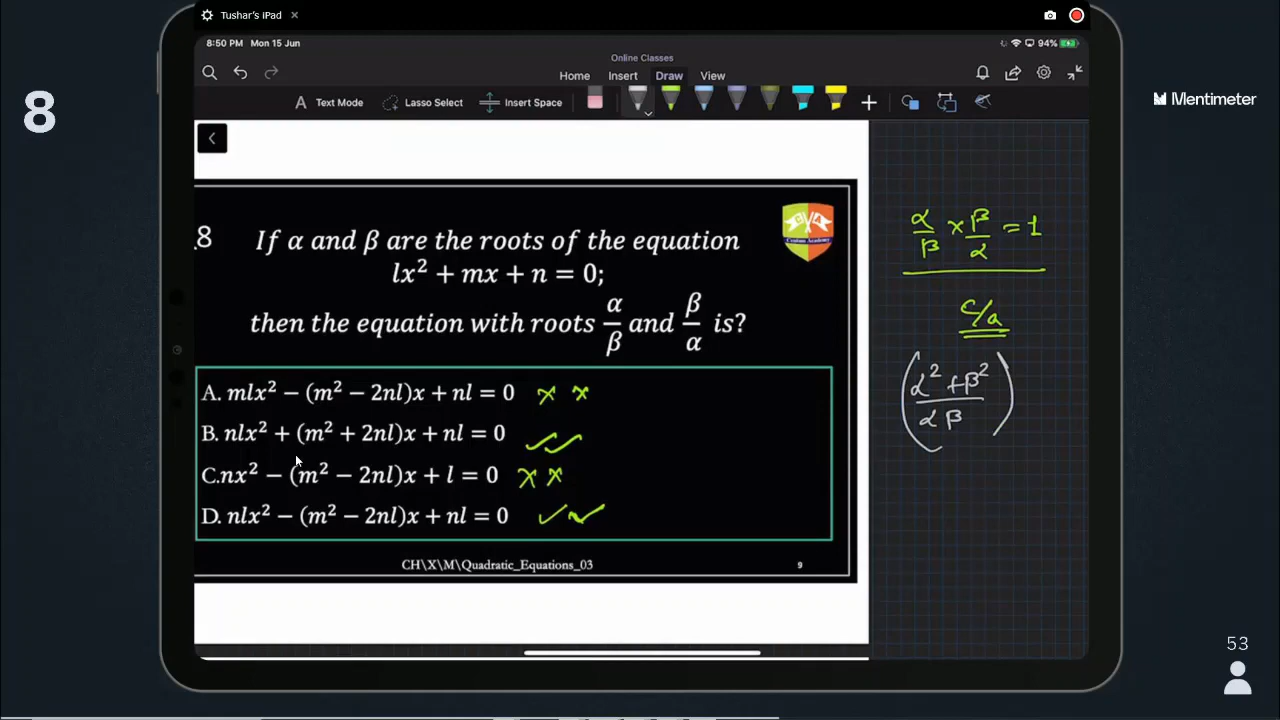 Tushar's iPad ×
8:50 PM Mon 15 Jun
94%
Online Classes
Home Insert Draw View
Text Mode Lasso Select Insert Space
8
Mentimeter
8
If α and β are the roots of the equation
lx² + mx + n = 0;
then the equation with roots α/β and β/α is?
A. mlx² − (m² − 2nl)x + nl = 0 × ×
B. nlx² + (m² + 2nl)x + nl = 0 ✓✓
C.nx² − (m² − 2nl)x + l = 0 × ×
D. nlx² − (m² − 2nl)x + nl = 0 ✓✓
CH\X\M\Quadratic_Equations_03
9
α/β × β/α = 1
c/a
(α² + β²)/(αβ)
53